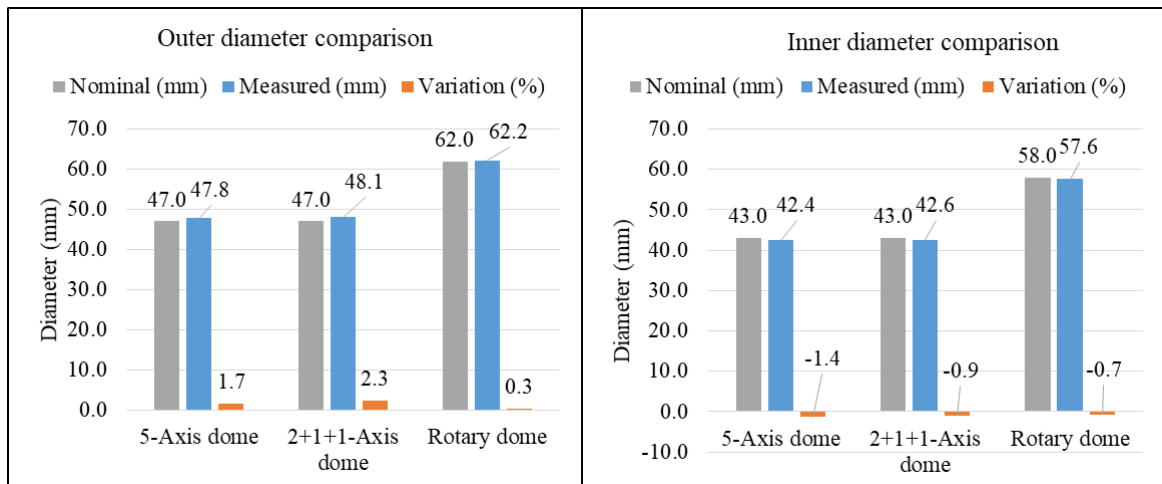 Outer diameter comparison
Nominal (mm) Measured (mm) Variation (%)
70.0
60.0
50.0
40.0
30.0
20.0
10.0
0.0
Diameter (mm)
47.0 47.8
47.0 48.1
62.0 62.2
1.7
2.3
0.3
5-Axis dome
2+1+1-Axis
dome
Rotary dome
Inner diameter comparison
Nominal (mm) Measured (mm) Variation (%)
70.0
60.0
50.0
40.0
30.0
20.0
10.0
0.0
-10.0
Diameter (mm)
43.0 42.4
43.0 42.6
58.0 57.6
-1.4
-0.9
-0.7
5-Axis dome
2+1+1-Axis
dome
Rotary dome